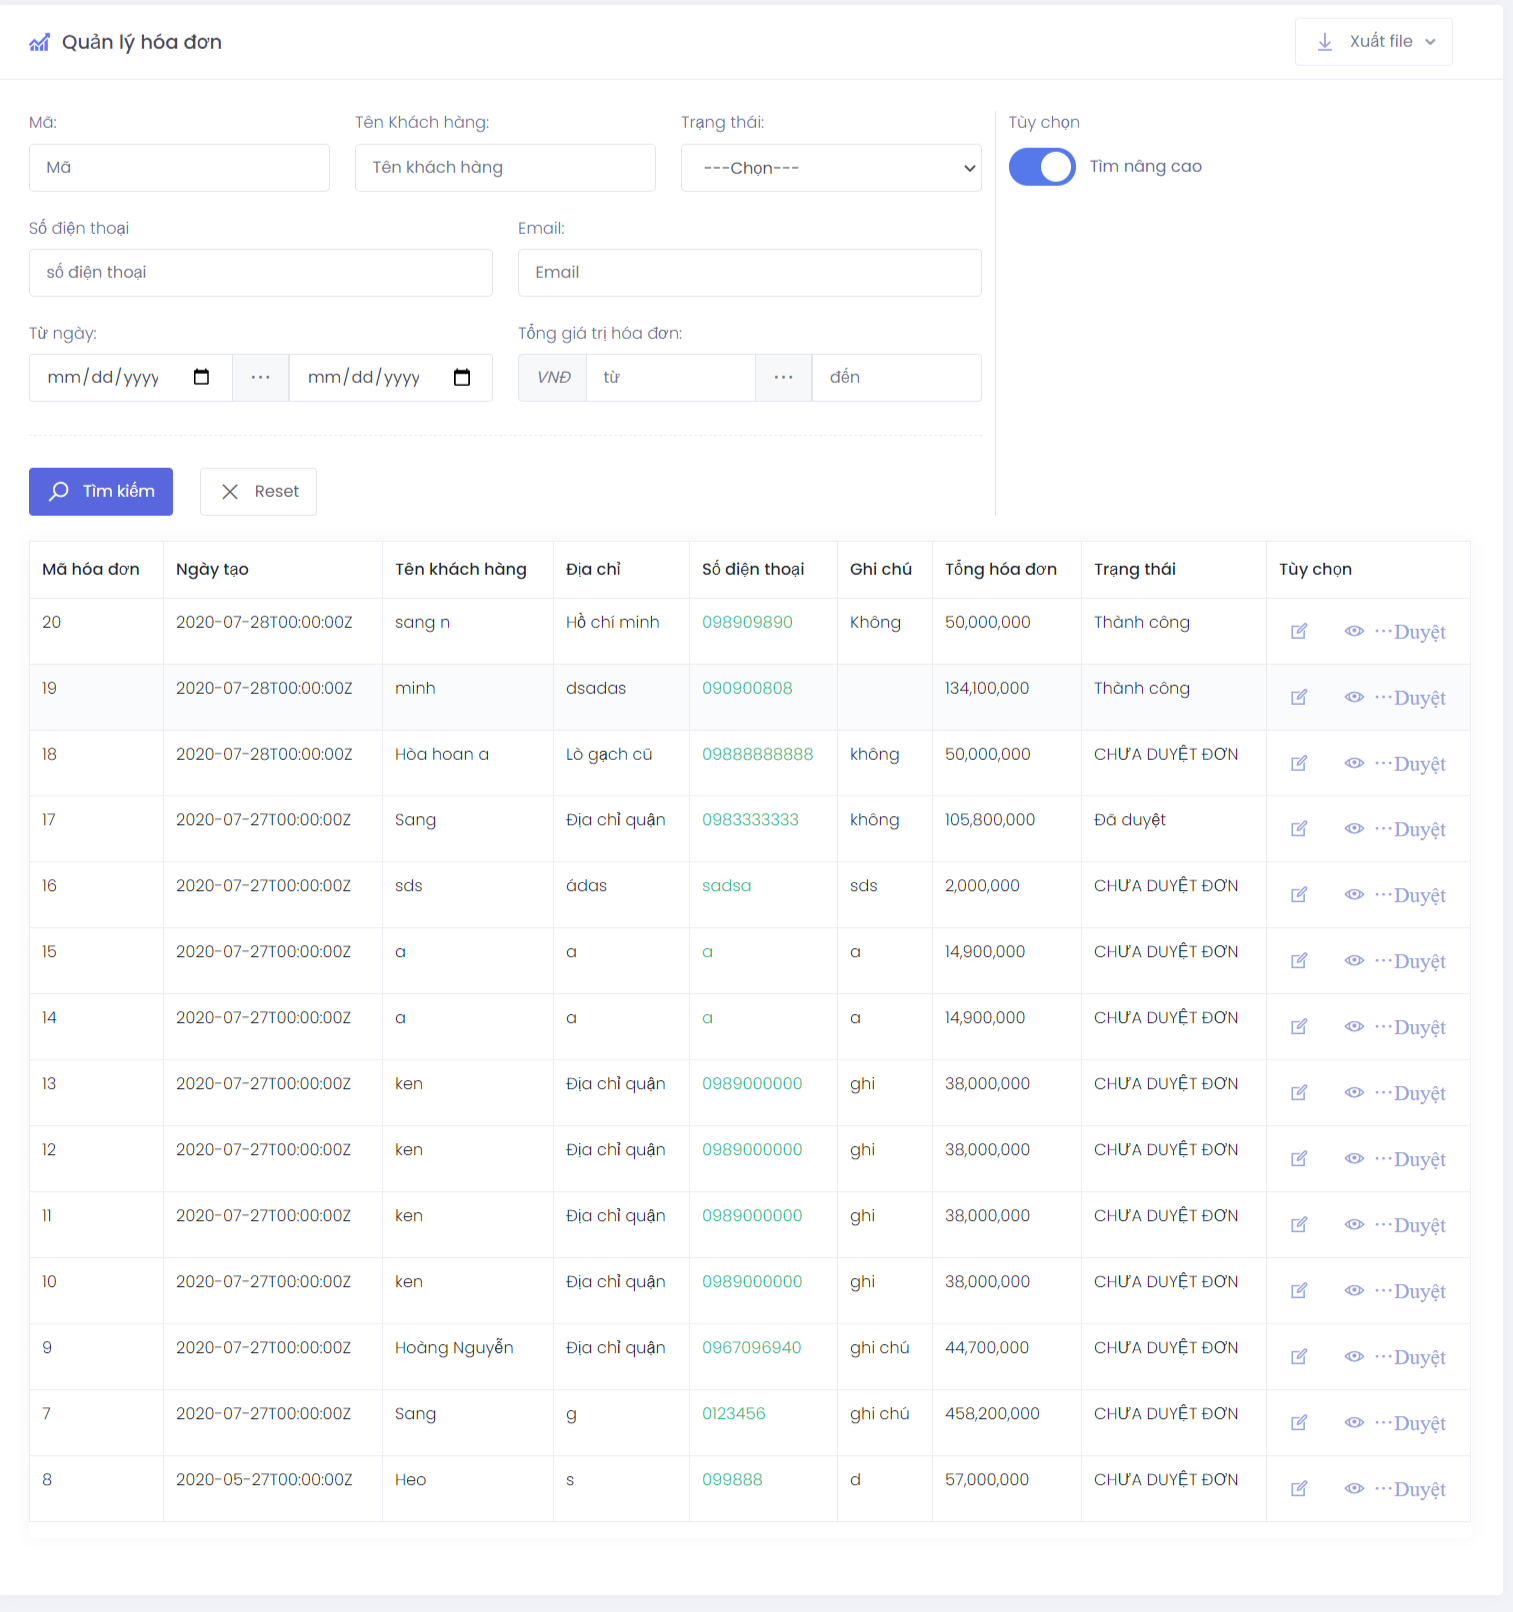 Quản lý hóa đơn
Xuất file
Mã:
Tên Khách hàng:
Trạng thái:
Tùy chọn
Mã
Tên khách hàng
---Chọn---
Tìm nâng cao
Số điện thoại
Email:
số điện thoại
Email
Từ ngày:
Tổng giá trị hóa đơn:
mm/dd/yyyy ... mm/dd/yyyy
VNĐ từ ... đến
Tìm kiếm
Reset
Mã hóa đơn Ngày tạo Tên khách hàng Địa chỉ Số điện thoại Ghi chú Tổng hóa đơn Trạng thái Tùy chọn
20 2020-07-28T00:00:00Z sang n Hồ chí minh 098909890 Không 50,000,000 Thành công ...Duyệt
19 2020-07-28T00:00:00Z minh dsadas 090900808 134,100,000 Thành công ...Duyệt
18 2020-07-28T00:00:00Z Hòa hoan a Lò gạch cũ 09888888888 không 50,000,000 CHƯA DUYỆT ĐƠN ...Duyệt
17 2020-07-27T00:00:00Z Sang Địa chỉ quận 0983333333 không 105,800,000 Đã duyệt ...Duyệt
16 2020-07-27T00:00:00Z sds ádas sadsa sds 2,000,000 CHƯA DUYỆT ĐƠN ...Duyệt
15 2020-07-27T00:00:00Z a a a a 14,900,000 CHƯA DUYỆT ĐƠN ...Duyệt
14 2020-07-27T00:00:00Z a a a a 14,900,000 CHƯA DUYỆT ĐƠN ...Duyệt
13 2020-07-27T00:00:00Z ken Địa chỉ quận 0989000000 ghi 38,000,000 CHƯA DUYỆT ĐƠN ...Duyệt
12 2020-07-27T00:00:00Z ken Địa chỉ quận 0989000000 ghi 38,000,000 CHƯA DUYỆT ĐƠN ...Duyệt
11 2020-07-27T00:00:00Z ken Địa chỉ quận 0989000000 ghi 38,000,000 CHƯA DUYỆT ĐƠN ...Duyệt
10 2020-07-27T00:00:00Z ken Địa chỉ quận 0989000000 ghi 38,000,000 CHƯA DUYỆT ĐƠN ...Duyệt
9 2020-07-27T00:00:00Z Hoàng Nguyễn Địa chỉ quận 0967096940 ghi chú 44,700,000 CHƯA DUYỆT ĐƠN ...Duyệt
7 2020-07-27T00:00:00Z Sang g 0123456 ghi chú 458,200,000 CHƯA DUYỆT ĐƠN ...Duyệt
8 2020-05-27T00:00:00Z Heo s 099888 d 57,000,000 CHƯA DUYỆT ĐƠN ...Duyệt